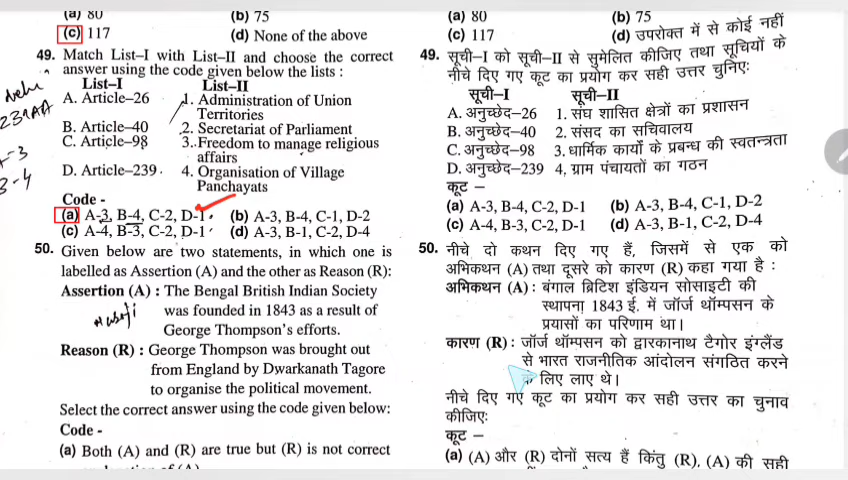 (a) 80 (b) 75
(c) 117 (d) None of the above
49. Match List–I with List–II and choose the correct
answer using the code given below the lists :
List–I List–II
A. Article–26 1. Administration of Union
Territories
B. Article–40 2. Secretariat of Parliament
C. Article–98 3. Freedom to manage religious
affairs
D. Article–239 4. Organisation of Village
Panchayats
Code -
(a) A-3, B-4, C-2, D-1 (b) A-3, B-4, C-1, D-2
(c) A-4, B-3, C-2, D-1 (d) A-3, B-1, C-2, D-4
50. Given below are two statements, in which one is
labelled as Assertion (A) and the other as Reason (R):
Assertion (A) : The Bengal British Indian Society
was founded in 1843 as a result of
George Thompson's efforts.
Reason (R) : George Thompson was brought out
from England by Dwarkanath Tagore
to organise the political movement.
Select the correct answer using the code given below:
Code -
(a) Both (A) and (R) are true but (R) is not correct
239AA
-3
3-4
(a) 80 (b) 75
(c) 117 (d) उपरोक्त में से कोई नहीं
49. सूची-I को सूची-II से सुमेलित कीजिए तथा सूचियों के
नीचे दिए गए कूट का प्रयोग कर सही उत्तर चुनिएः
सूची-I सूची-II
A. अनुच्छेद–26 1. संघ शासित क्षेत्रों का प्रशासन
B. अनुच्छेद–40 2. संसद का सचिवालय
C. अनुच्छेद–98 3. धार्मिक कार्यों के प्रबन्ध की स्वतन्त्रता
D. अनुच्छेद–239 4. ग्राम पंचायतों का गठन
कूट –
(a) A-3, B-4, C-2, D-1 (b) A-3, B-4, C-1, D-2
(c) A-4, B-3, C-2, D-1 (d) A-3, B-1, C-2, D-4
50. नीचे दो कथन दिए गए हैं, जिसमें से एक को
अभिकथन (A) तथा दूसरे को कारण (R) कहा गया है :
अभिकथन (A) : बंगाल ब्रिटिश इंडियन सोसाइटी की
स्थापना 1843 ई. में जॉर्ज थॉम्पसन के
प्रयासों का परिणाम था।
कारण (R) : जॉर्ज थॉम्पसन को द्वारकानाथ टैगोर इंग्लैंड
से भारत राजनीतिक आंदोलन संगठित करने
के लिए लाए थे।
नीचे दिए गए कूट का प्रयोग कर सही उत्तर का चुनाव
कीजिएः
कूट –
(a) (A) और (R) दोनों सत्य हैं किंतु (R), (A) की सही